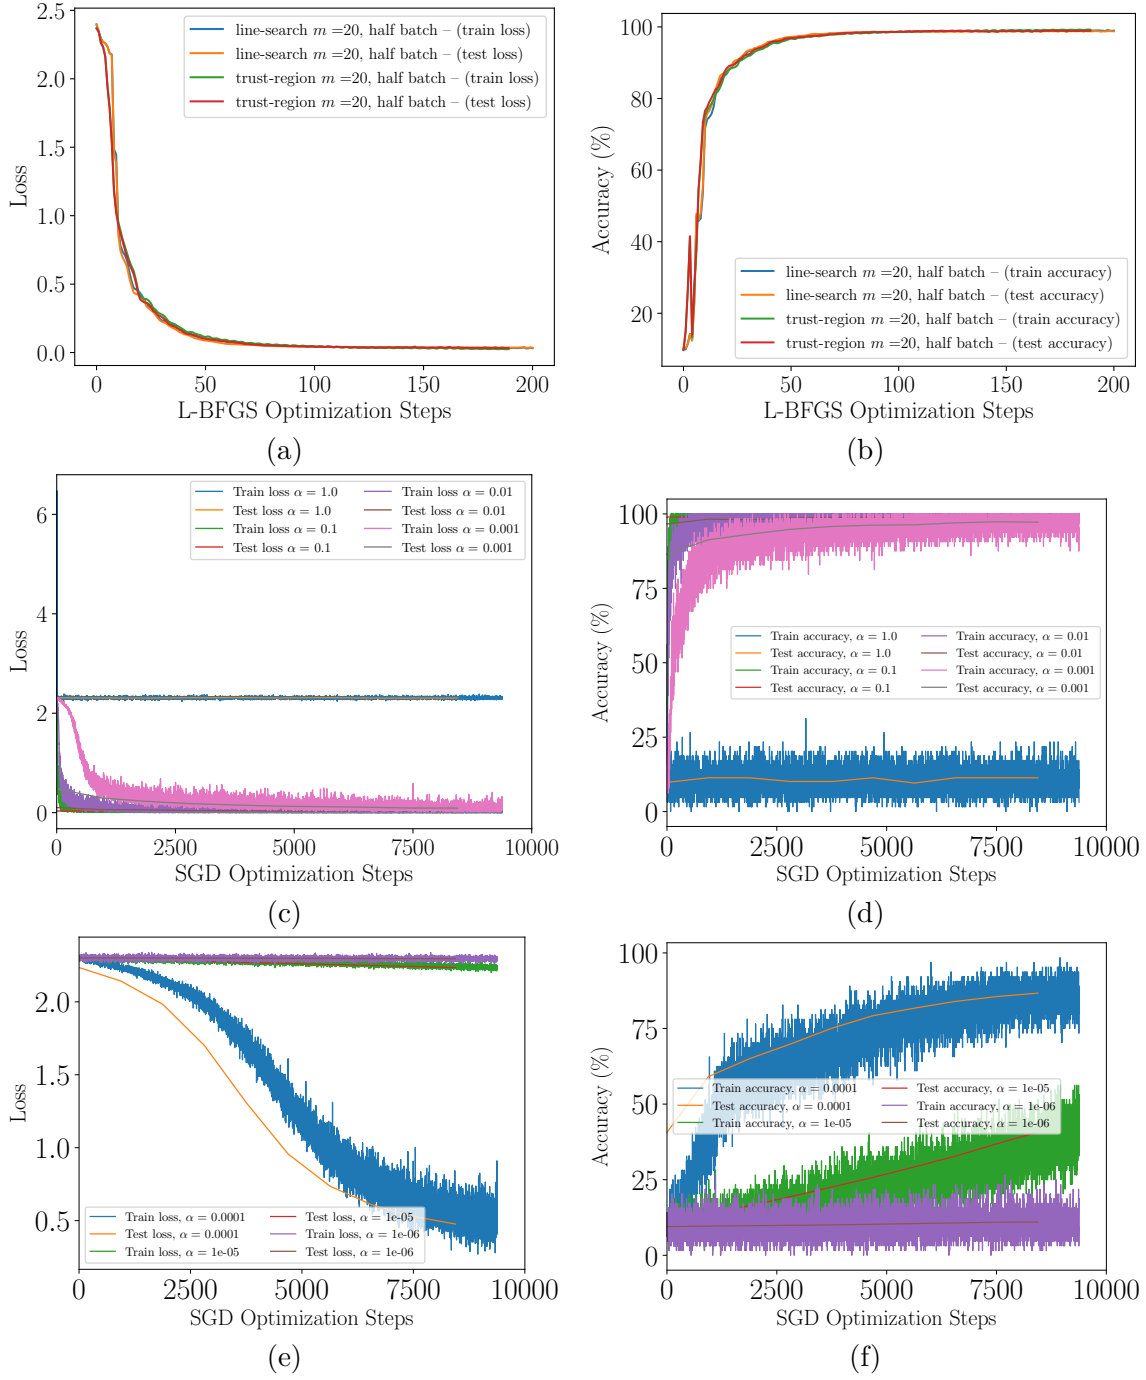 2.5
2.0
1.5
1.0
0.5
0.0
Loss
line-search m =20, half batch – (train loss)
line-search m =20, half batch – (test loss)
trust-region m =20, half batch – (train loss)
trust-region m =20, half batch – (test loss)
0 50 100 150 200
L-BFGS Optimization Steps
(a)
100
80
60
40
20
Accuracy (%)
line-search m =20, half batch – (train accuracy)
line-search m =20, half batch – (test accuracy)
trust-region m =20, half batch – (train accuracy)
trust-region m =20, half batch – (test accuracy)
0 50 100 150 200
L-BFGS Optimization Steps
(b)
6
4
2
0
Loss
Train loss α = 1.0
Test loss α = 1.0
Train loss α = 0.1
Test loss α = 0.1
Train loss α = 0.01
Test loss α = 0.01
Train loss α = 0.001
Test loss α = 0.001
0 2500 5000 7500 10000
SGD Optimization Steps
(c)
100
75
50
25
0
Accuracy (%)
Train accuracy, α = 1.0
Test accuracy, α = 1.0
Train accuracy, α = 0.1
Test accuracy, α = 0.1
Train accuracy, α = 0.01
Test accuracy, α = 0.01
Train accuracy, α = 0.001
Test accuracy, α = 0.001
0 2500 5000 7500 10000
SGD Optimization Steps
(d)
2.0
1.5
1.0
0.5
Loss
Train loss, α = 0.0001
Test loss, α = 0.0001
Train loss, α = 1e-05
Test loss, α = 1e-05
Train loss, α = 1e-06
Test loss, α = 1e-06
0 2500 5000 7500 10000
SGD Optimization Steps
(e)
100
75
50
25
0
Accuracy (%)
Train accuracy, α = 0.0001
Test accuracy, α = 0.0001
Train accuracy, α = 1e-05
Test accuracy, α = 1e-05
Train accuracy, α = 1e-06
Test accuracy, α = 1e-06
0 2500 5000 7500 10000
SGD Optimization Steps
(f)